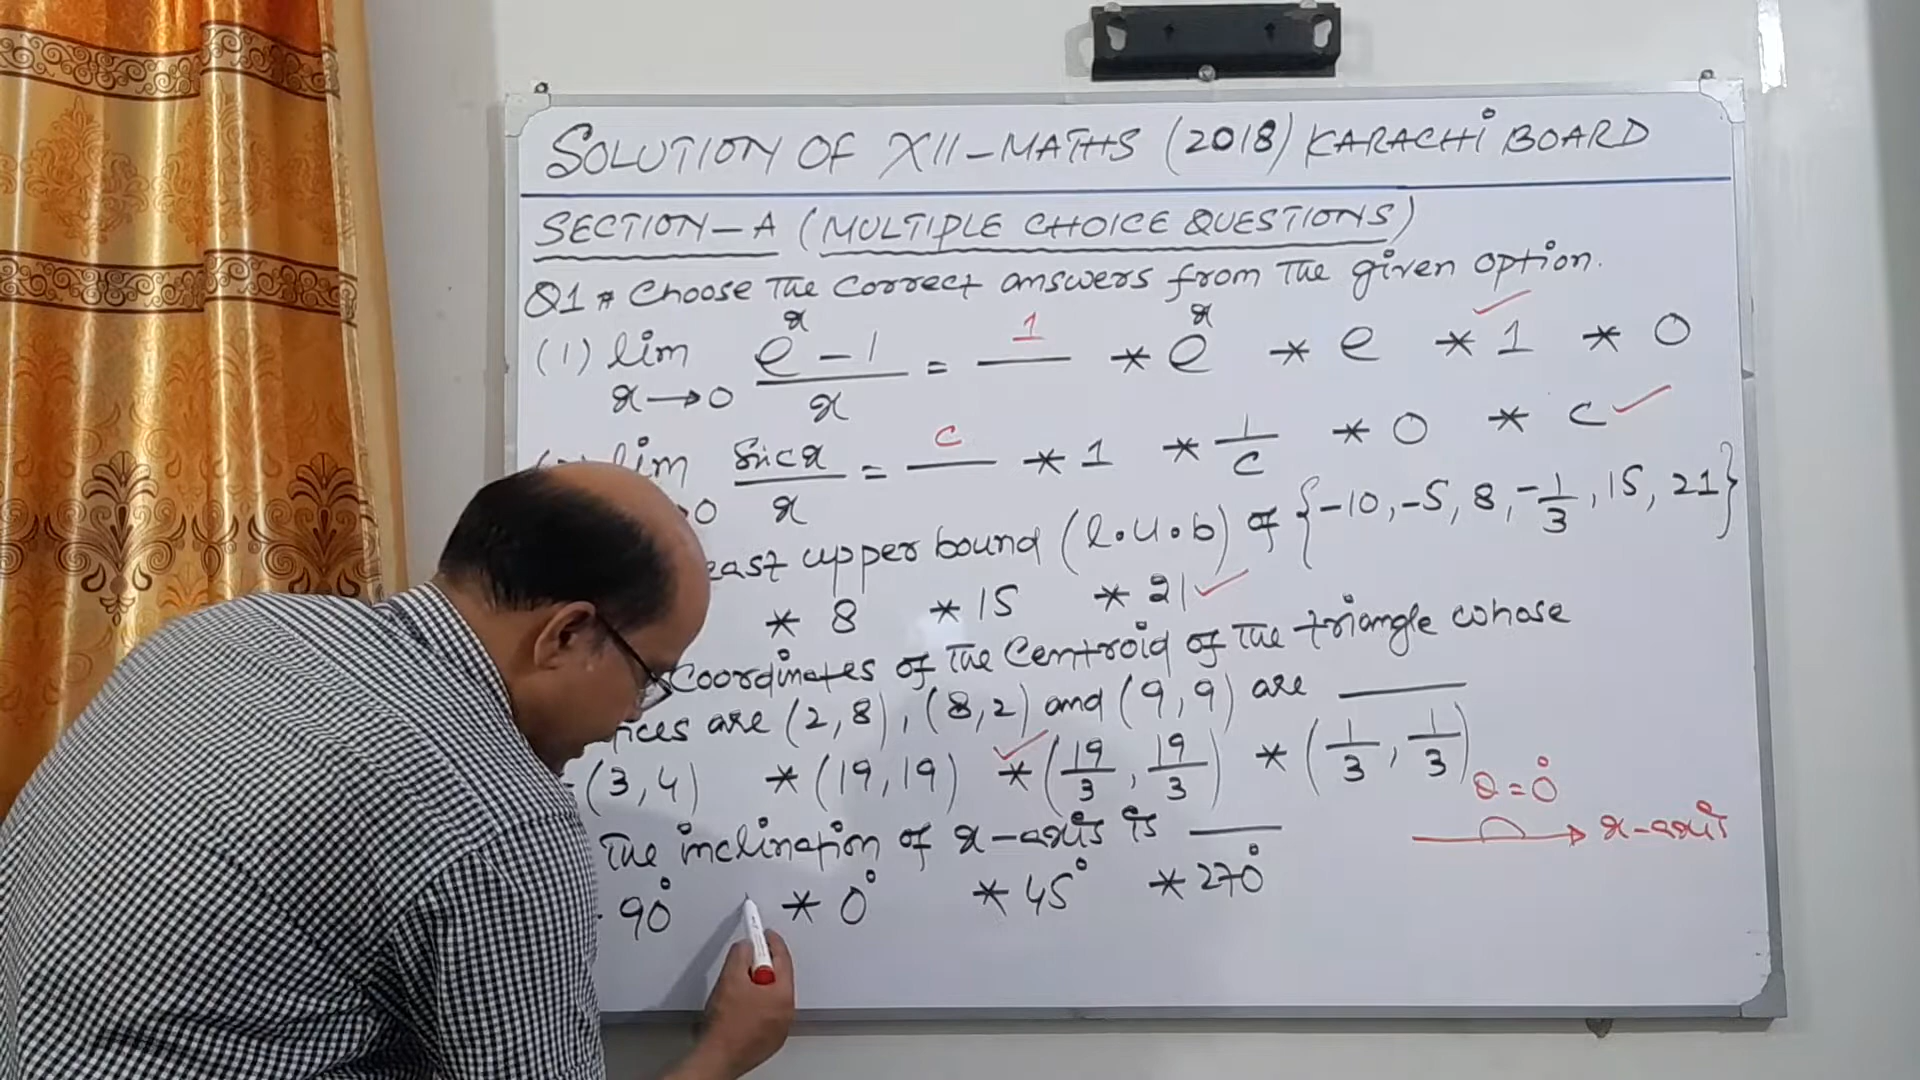 SOLUTION OF XII-MATHS (2018) KARACHI BOARD
SECTION-A (MULTIPLE CHOICE QUESTIONS)
Q1 # Choose The Correct answers from The given option.
(1) lim x→0 (e^x - 1)/x = 1 * e^x * e * 1 ✓ * 0
lim →0 Sin cx / x = c * 1 * 1/c * 0 * c ✓
east upper bound (l.u.b) of {-10, -5, 8, -1/3, 15, 21}
* 8 * 15 * 21 ✓
Coordinates of The Centroid of The triangle whose
ices are (2,8), (8,2) and (9,9) are ____
(3,4) * (19,19) ✓ * (19/3, 19/3) * (1/3, 1/3)
θ = 0°
The inclination of x-axis is ____
x-axis
90° * 0° * 45° * 270°